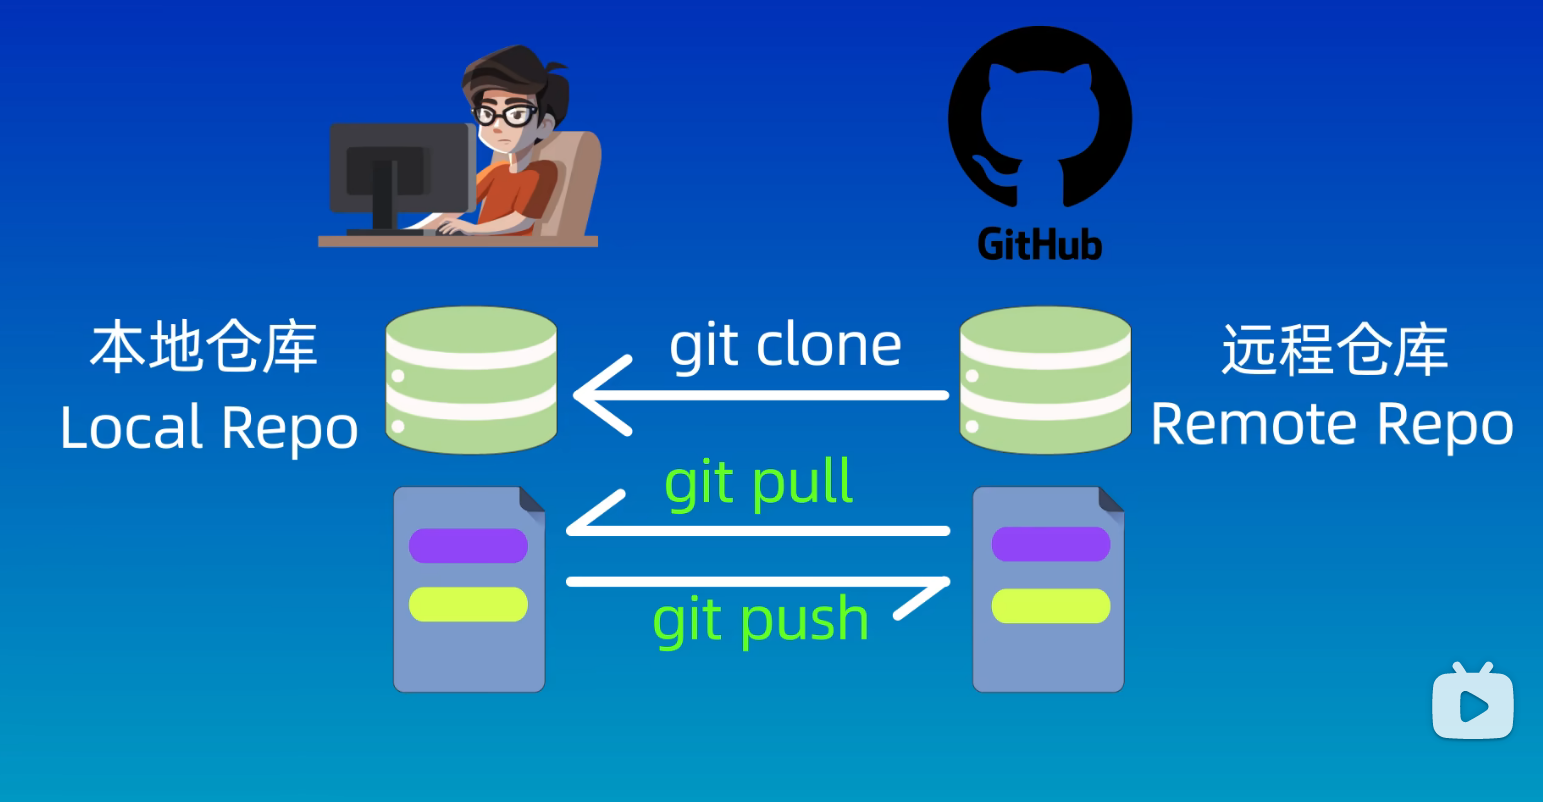 GitHub
本地仓库
Local Repo
git clone
远程仓库
Remote Repo
git pull
git push